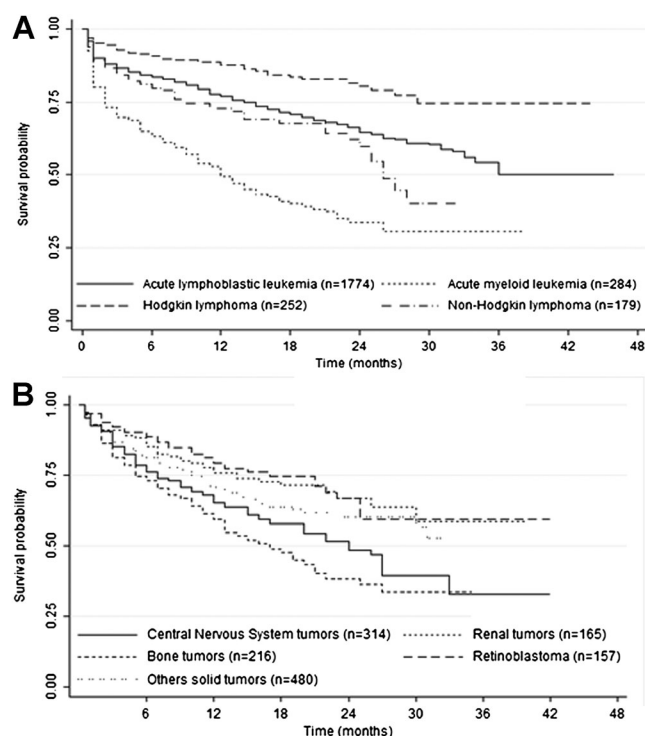 A
1.00
0.75
0.50
0.25
0.00
Survival probability
Acute lymphoblastic leukemia (n=1774) Acute myeloid leukemia (n=284)
Hodgkin lymphoma (n=252) Non-Hodgkin lymphoma (n=179)
0 6 12 18 24 30 36 42 48
Time (months)
B
1.00
0.75
0.50
0.25
0.00
Survival probability
Central Nervous System tumors (n=314) Renal tumors (n=165)
Bone tumors (n=216) Retinoblastoma (n=157)
Others solid tumors (n=480)
6 12 18 24 30 36 42 48
Time (months)